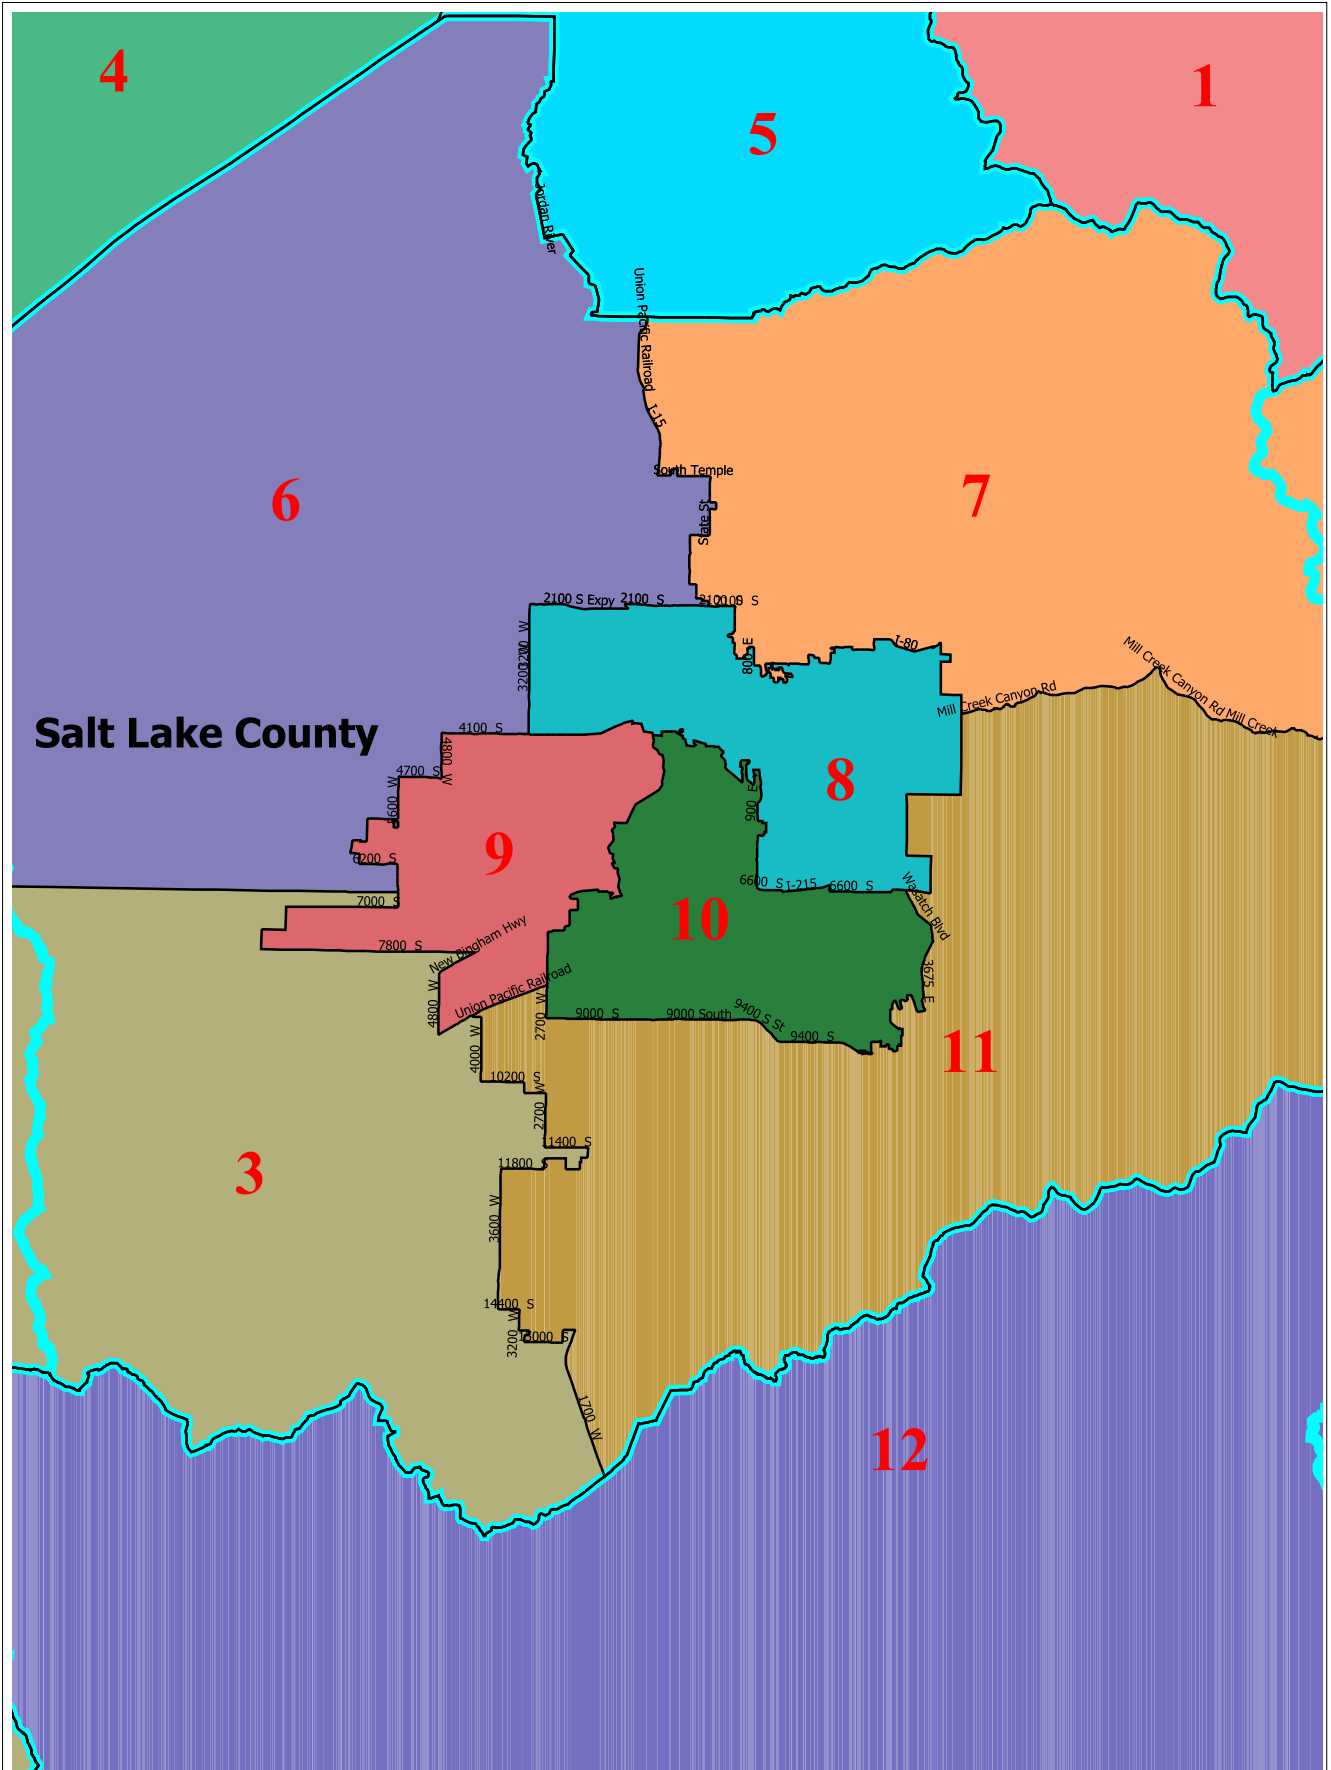 4
1
5
Jordan River
Union Pacific Railroad
I-15
South Temple
6
7
State St
2100 S Expy
2100 S
2100 S
3200 W
800 E
I-80
Mill Creek Canyon Rd
Mill Creek Canyon Rd
Mill Creek
Salt Lake County
4100 S
4800 W
4700 S
5600 W
8
900 E
9
6200 S
6600 S
I-215
6600 S
Wasatch Blvd
7000 S
10
New Bingham Hwy
7800 S
3675 E
Union Pacific Railroad
4800 W
2700 W
9000 S
9000 South
9400 S St
9400 S
11
4000 W
10200 S
2700 W
11400 S
11800 S
3
3600 W
14400 S
3200 W
15000 S
1700 W
12